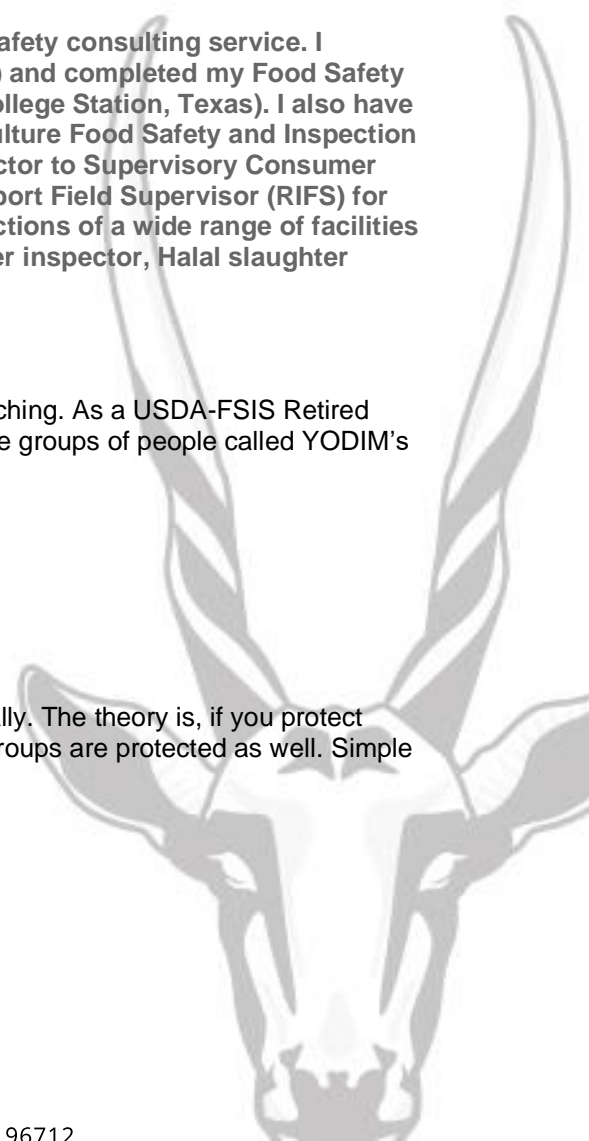 afety consulting service. I
) and completed my Food Safety
ollege Station, Texas). I also have
ulture Food Safety and Inspection
ctor to Supervisory Consumer
port Field Supervisor (RIFS) for
ctions of a wide range of facilities
er inspector, Halal slaughter
ching. As a USDA-FSIS Retired
e groups of people called YODIM’s
lly. The theory is, if you protect
roups are protected as well. Simple
96712